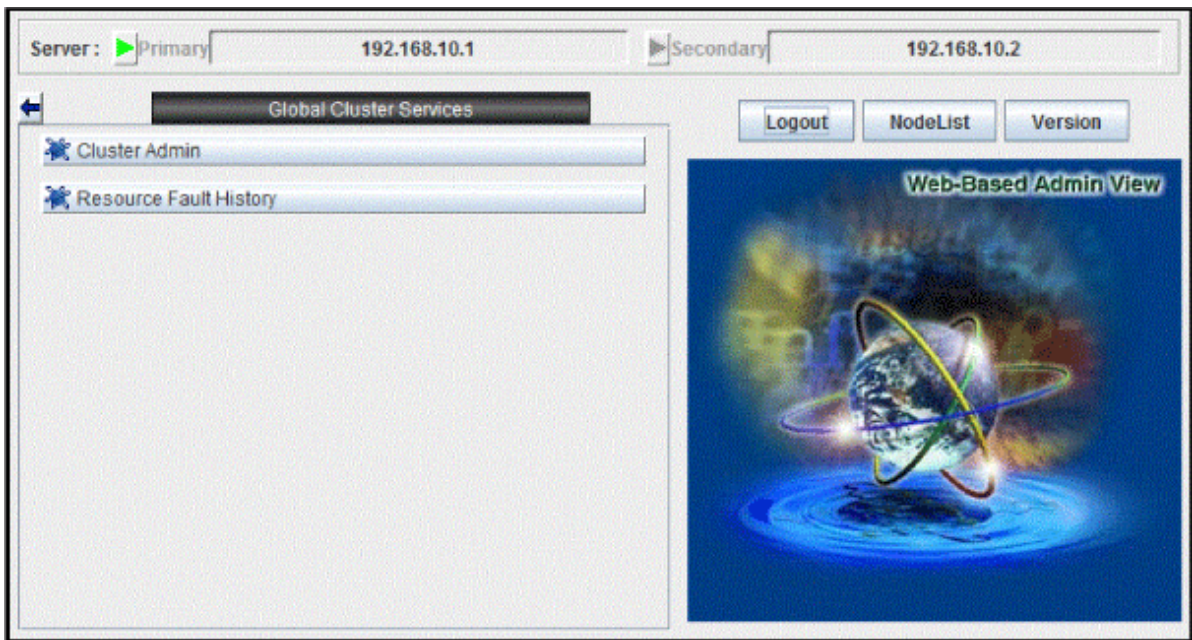 Server : Primary 192.168.10.1 Secondary 192.168.10.2
Global Cluster Services
Logout NodeList Version
Cluster Admin
Resource Fault History
Web-Based Admin View